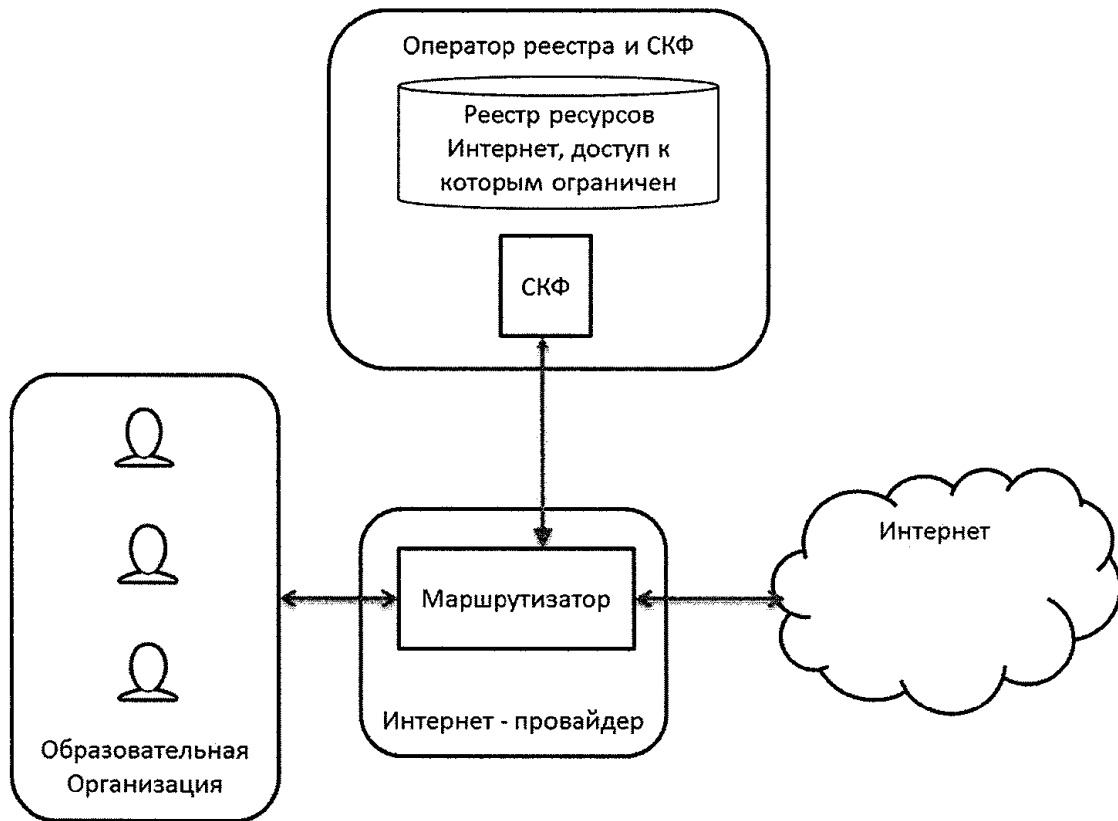 Оператор реестра и СКФ
Реестр ресурсов
Интернет, доступ к
которым ограничен
СКФ
Интернет
Маршрутизатор
Интернет - провайдер
Образовательная
Организация